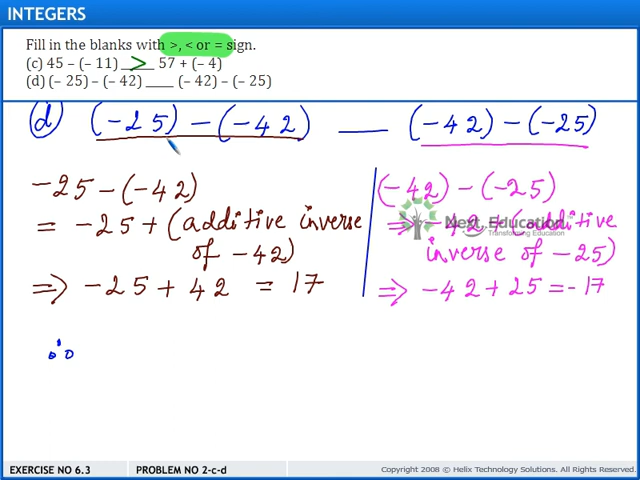 INTEGERS
Fill in the blanks with >, < or = sign.
(c) 45 – (– 11) __>__ 57 + (– 4)
(d) (– 25) – (– 42) ____ (– 42) – (– 25)
(d) (-25) - (-42) ___ (-42) - (-25)
-25 - (-42)
= -25 + (additive inverse
of -42)
⇒ -25 + 42 = 17
(-42) - (-25)
⇒ -42 + (additive
inverse of -25)
⇒ -42 + 25 = -17
∴
Next Education
Transforming Education
EXERCISE NO 6.3
PROBLEM NO 2-c-d
Copyright 2008 © Helix Technology Solutions. All Rights Reserved.